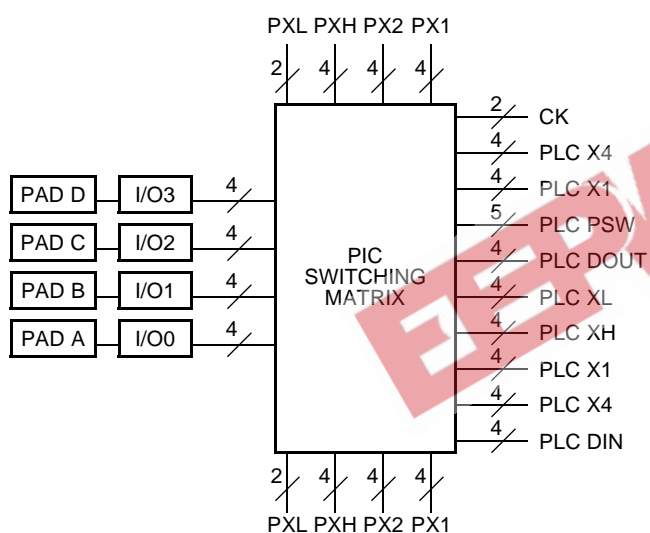 PXL PXH PX2 PX1
2 4 4 4
2 CK
4 PLC X4
4 PLC X1
5 PLC PSW
4 PLC DOUT
4 PLC XL
4 PLC XH
4 PLC X1
4 PLC X4
4 PLC DIN
PAD D I/O3 4
PAD C I/O2 4
PAD B I/O1 4
PAD A I/O0 4
PIC
SWITCHING
MATRIX
2 4 4 4
PXL PXH PX2 PX1